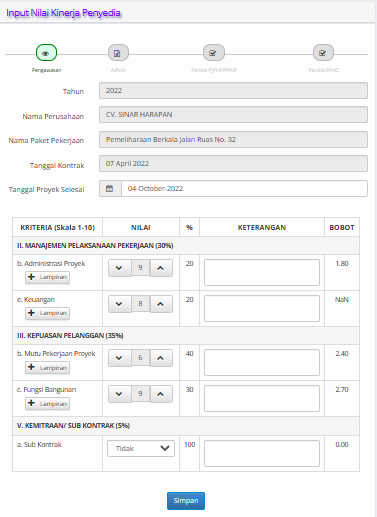 Input Nilai Kinerja Penyedia
Pengawasan
Admin
Panitia PjPHP/PPHP
Panitia PPHO
Tahun 2022
Nama Perusahaan CV. SINAR HARAPAN
Nama Paket Pekerjaan Pemeliharaan Berkala Jalan Ruas No. 32
Tanggal Kontrak 07 April 2022
Tanggal Proyek Selesai 04-October-2022
KRITERIA (Skala 1-10) NILAI % KETERANGAN BOBOT
II. MANAJEMEN PELAKSANAAN PEKERJAAN (30%)
b. Administrasi Proyek 9 20 1.80
+ Lampiran
e. Keuangan 8 20 NaN
+ Lampiran
III. KEPUASAN PELANGGAN (35%)
b. Mutu Pekerjaan Proyek 6 40 2.40
+ Lampiran
c. Fungsi Bangunan 9 30 2.70
+ Lampiran
V. KEMITRAAN/ SUB KONTRAK (5%)
a. Sub Kontrak Tidak 100 0.00
Simpan